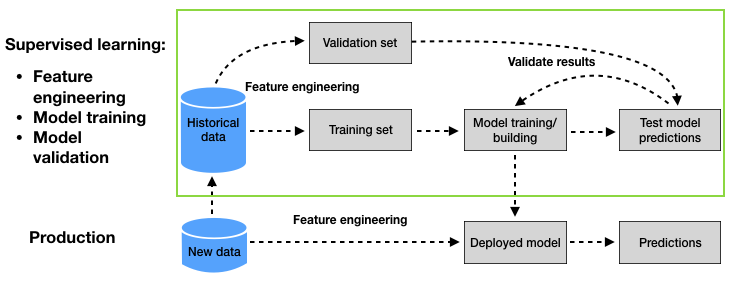 Supervised learning:
• Feature
engineering
• Model training
• Model
validation
Validation set
Validate results
Feature engineering
Historical
data
Training set
Model training/
building
Test model
predictions
Production
Feature engineering
New data
Deployed model
Predictions